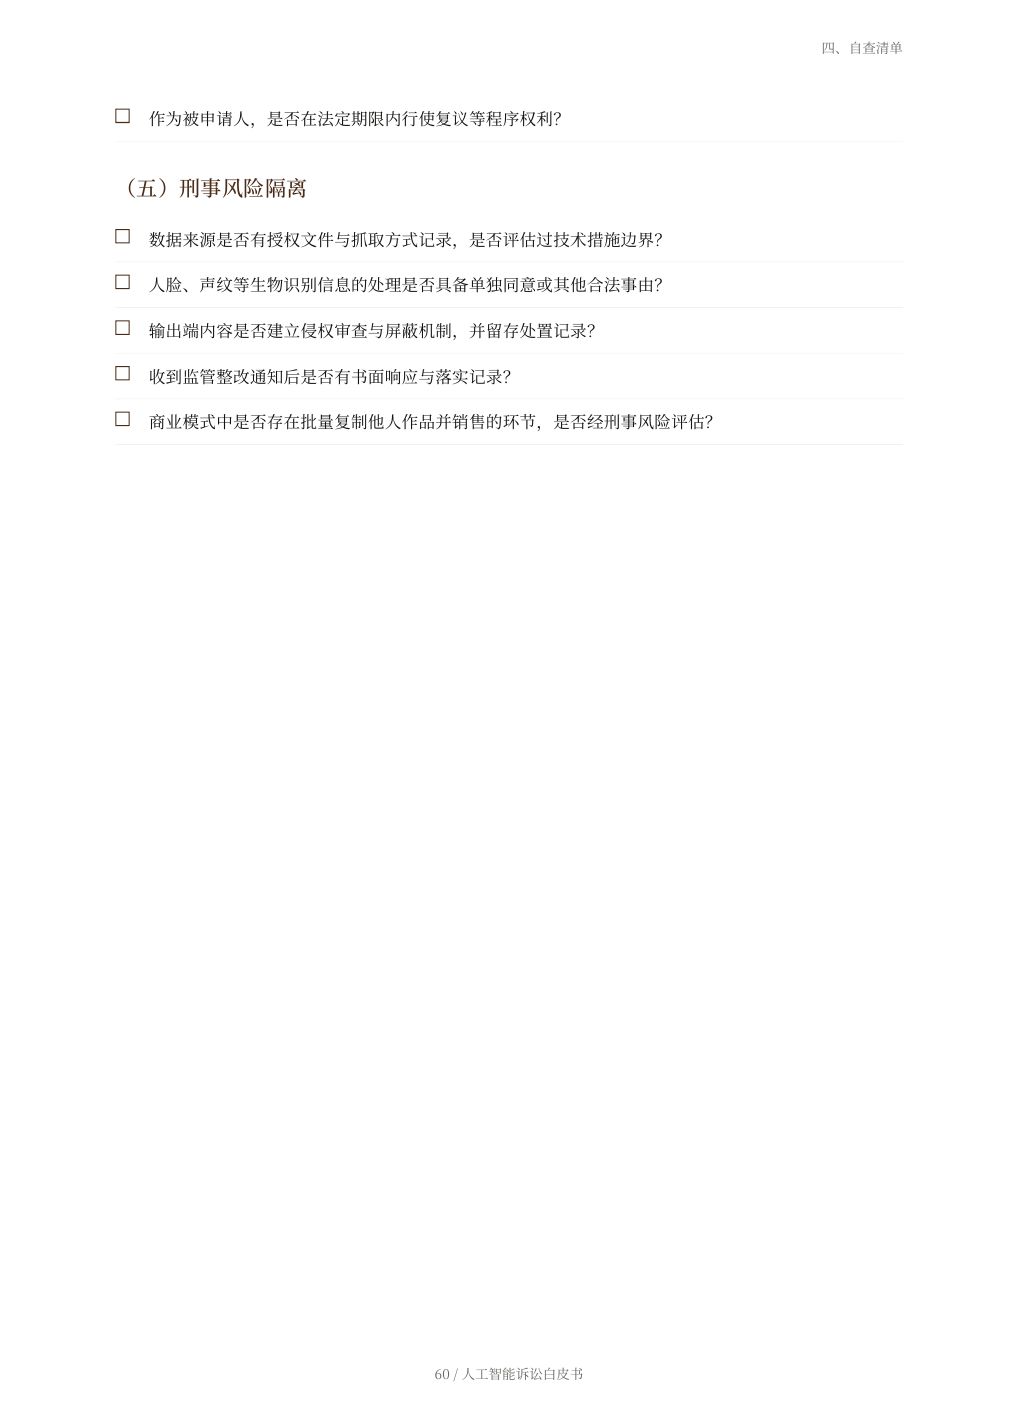 四、自查清单
☐ 作为被申请人，是否在法定期限内行使复议等程序权利？
（五）刑事风险隔离
☐ 数据来源是否有授权文件与抓取方式记录，是否评估过技术措施边界？
☐ 人脸、声纹等生物识别信息的处理是否具备单独同意或其他合法事由？
☐ 输出端内容是否建立侵权审查与屏蔽机制，并留存处置记录？
☐ 收到监管整改通知后是否有书面响应与落实记录？
☐ 商业模式中是否存在批量复制他人作品并销售的环节，是否经刑事风险评估？
60 / 人工智能诉讼白皮书